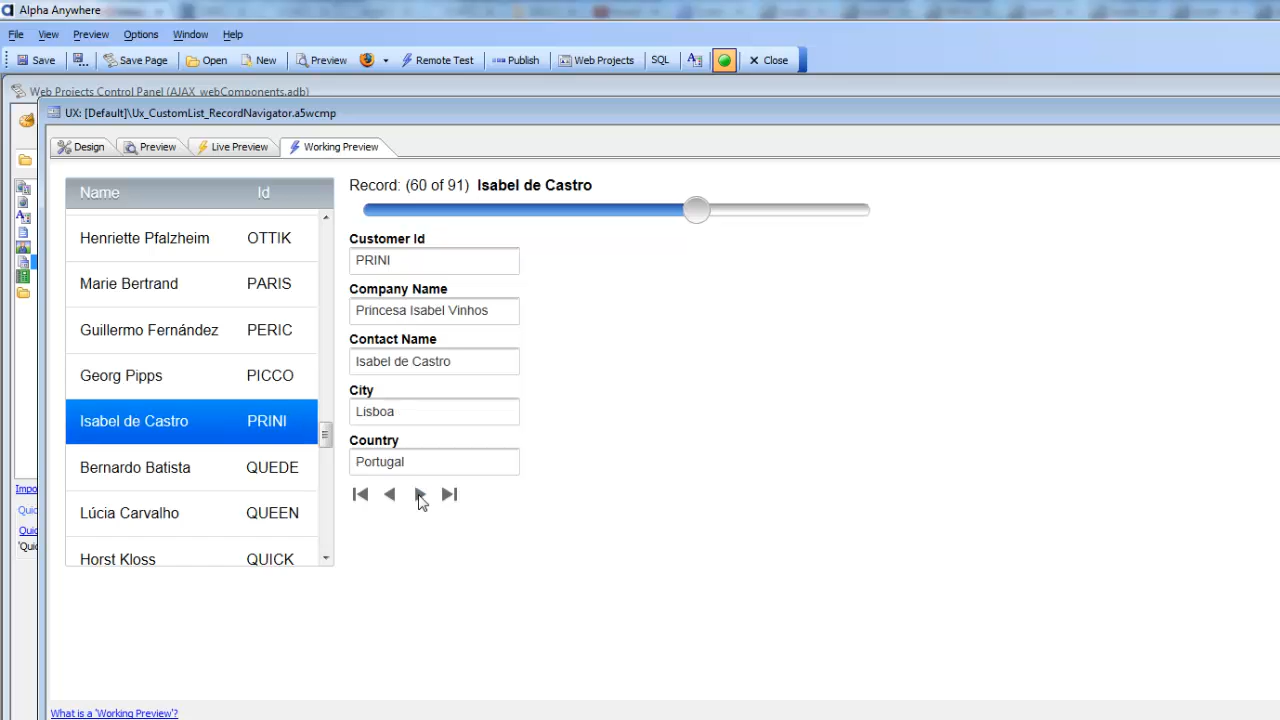 Alpha Anywhere
File View Preview Options Window Help
Save Save Page Open New Preview Remote Test Publish Web Projects SQL Close
Web Projects Control Panel (AJAX_webComponents.adb)
UX: [Default]\Ux_CustomList_RecordNavigator.a5wcmp
Design Preview Live Preview Working Preview
Name Id
Henriette Pfalzheim OTTIK
Marie Bertrand PARIS
Guillermo Fernández PERIC
Georg Pipps PICCO
Isabel de Castro PRINI
Bernardo Batista QUEDE
Lúcia Carvalho QUEEN
Horst Kloss QUICK
Record: (60 of 91) Isabel de Castro
Customer Id
PRINI
Company Name
Princesa Isabel Vinhos
Contact Name
Isabel de Castro
City
Lisboa
Country
Portugal
Impo
Quic
Quic
'Quic
What is a 'Working Preview'?